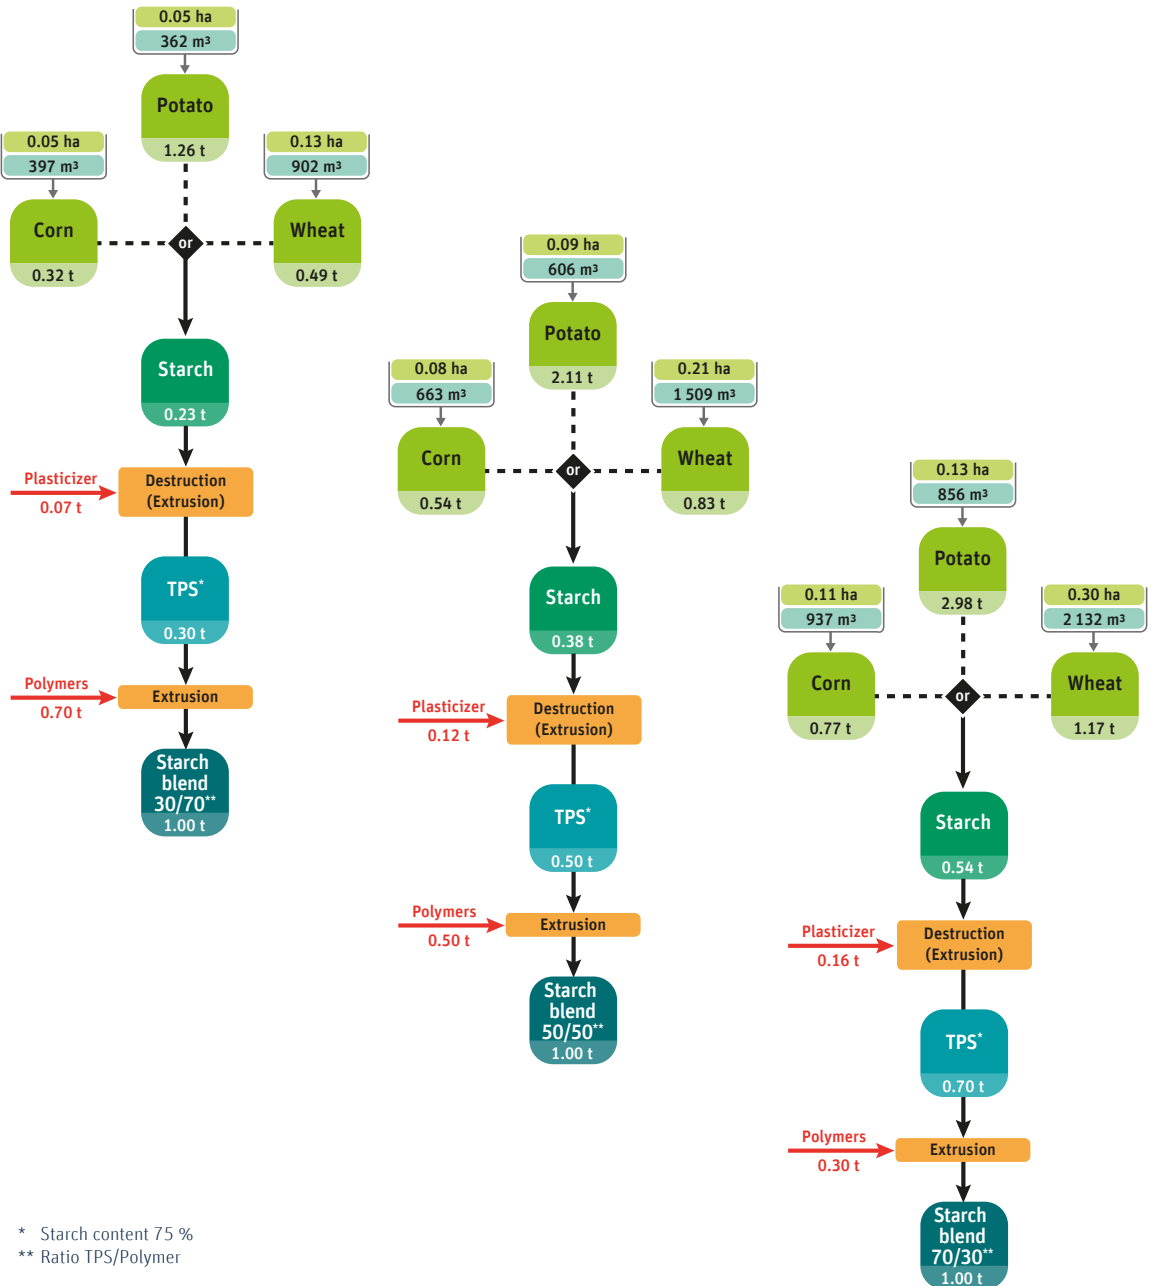 0.05 ha
362 m³
Potato
1.26 t
0.05 ha
397 m³
Corn
0.32 t
0.13 ha
902 m³
Wheat
0.49 t
or
Starch
0.23 t
Plasticizer
0.07 t
Destruction
(Extrusion)
TPS*
0.30 t
Polymers
0.70 t
Extrusion
Starch
blend
30/70**
1.00 t
0.09 ha
606 m³
Potato
2.11 t
0.08 ha
663 m³
Corn
0.54 t
0.21 ha
1 509 m³
Wheat
0.83 t
or
Starch
0.38 t
Plasticizer
0.12 t
Destruction
(Extrusion)
TPS*
0.50 t
Polymers
0.50 t
Extrusion
Starch
blend
50/50**
1.00 t
0.13 ha
856 m³
Potato
2.98 t
0.11 ha
937 m³
Corn
0.77 t
0.30 ha
2 132 m³
Wheat
1.17 t
or
Starch
0.54 t
Plasticizer
0.16 t
Destruction
(Extrusion)
TPS*
0.70 t
Polymers
0.30 t
Extrusion
Starch
blend
70/30**
1.00 t
* Starch content 75 %
** Ratio TPS/Polymer